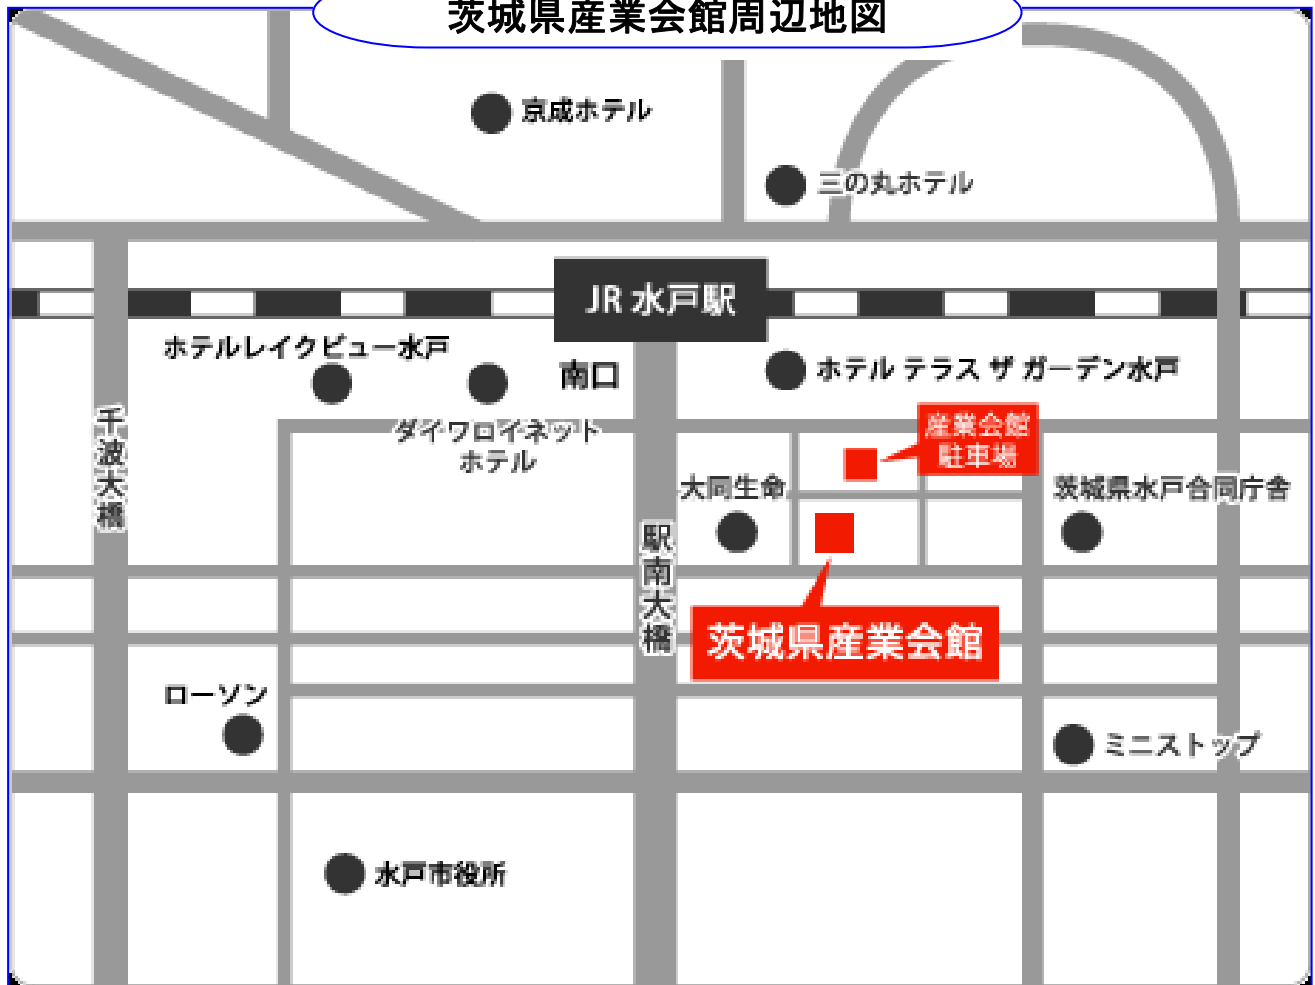 茨城県産業会館周辺地図
京成ホテル
三の丸ホテル
JR 水戸駅
ホテルレイクビュー水戸
南口
ホテル テラス ザ ガーデン水戸
ダイワロイネット
ホテル
千波大橋
産業会館
駐車場
大同生命
茨城県水戸合同庁舎
駅南大橋
茨城県産業会館
ローソン
ミニストップ
水戸市役所